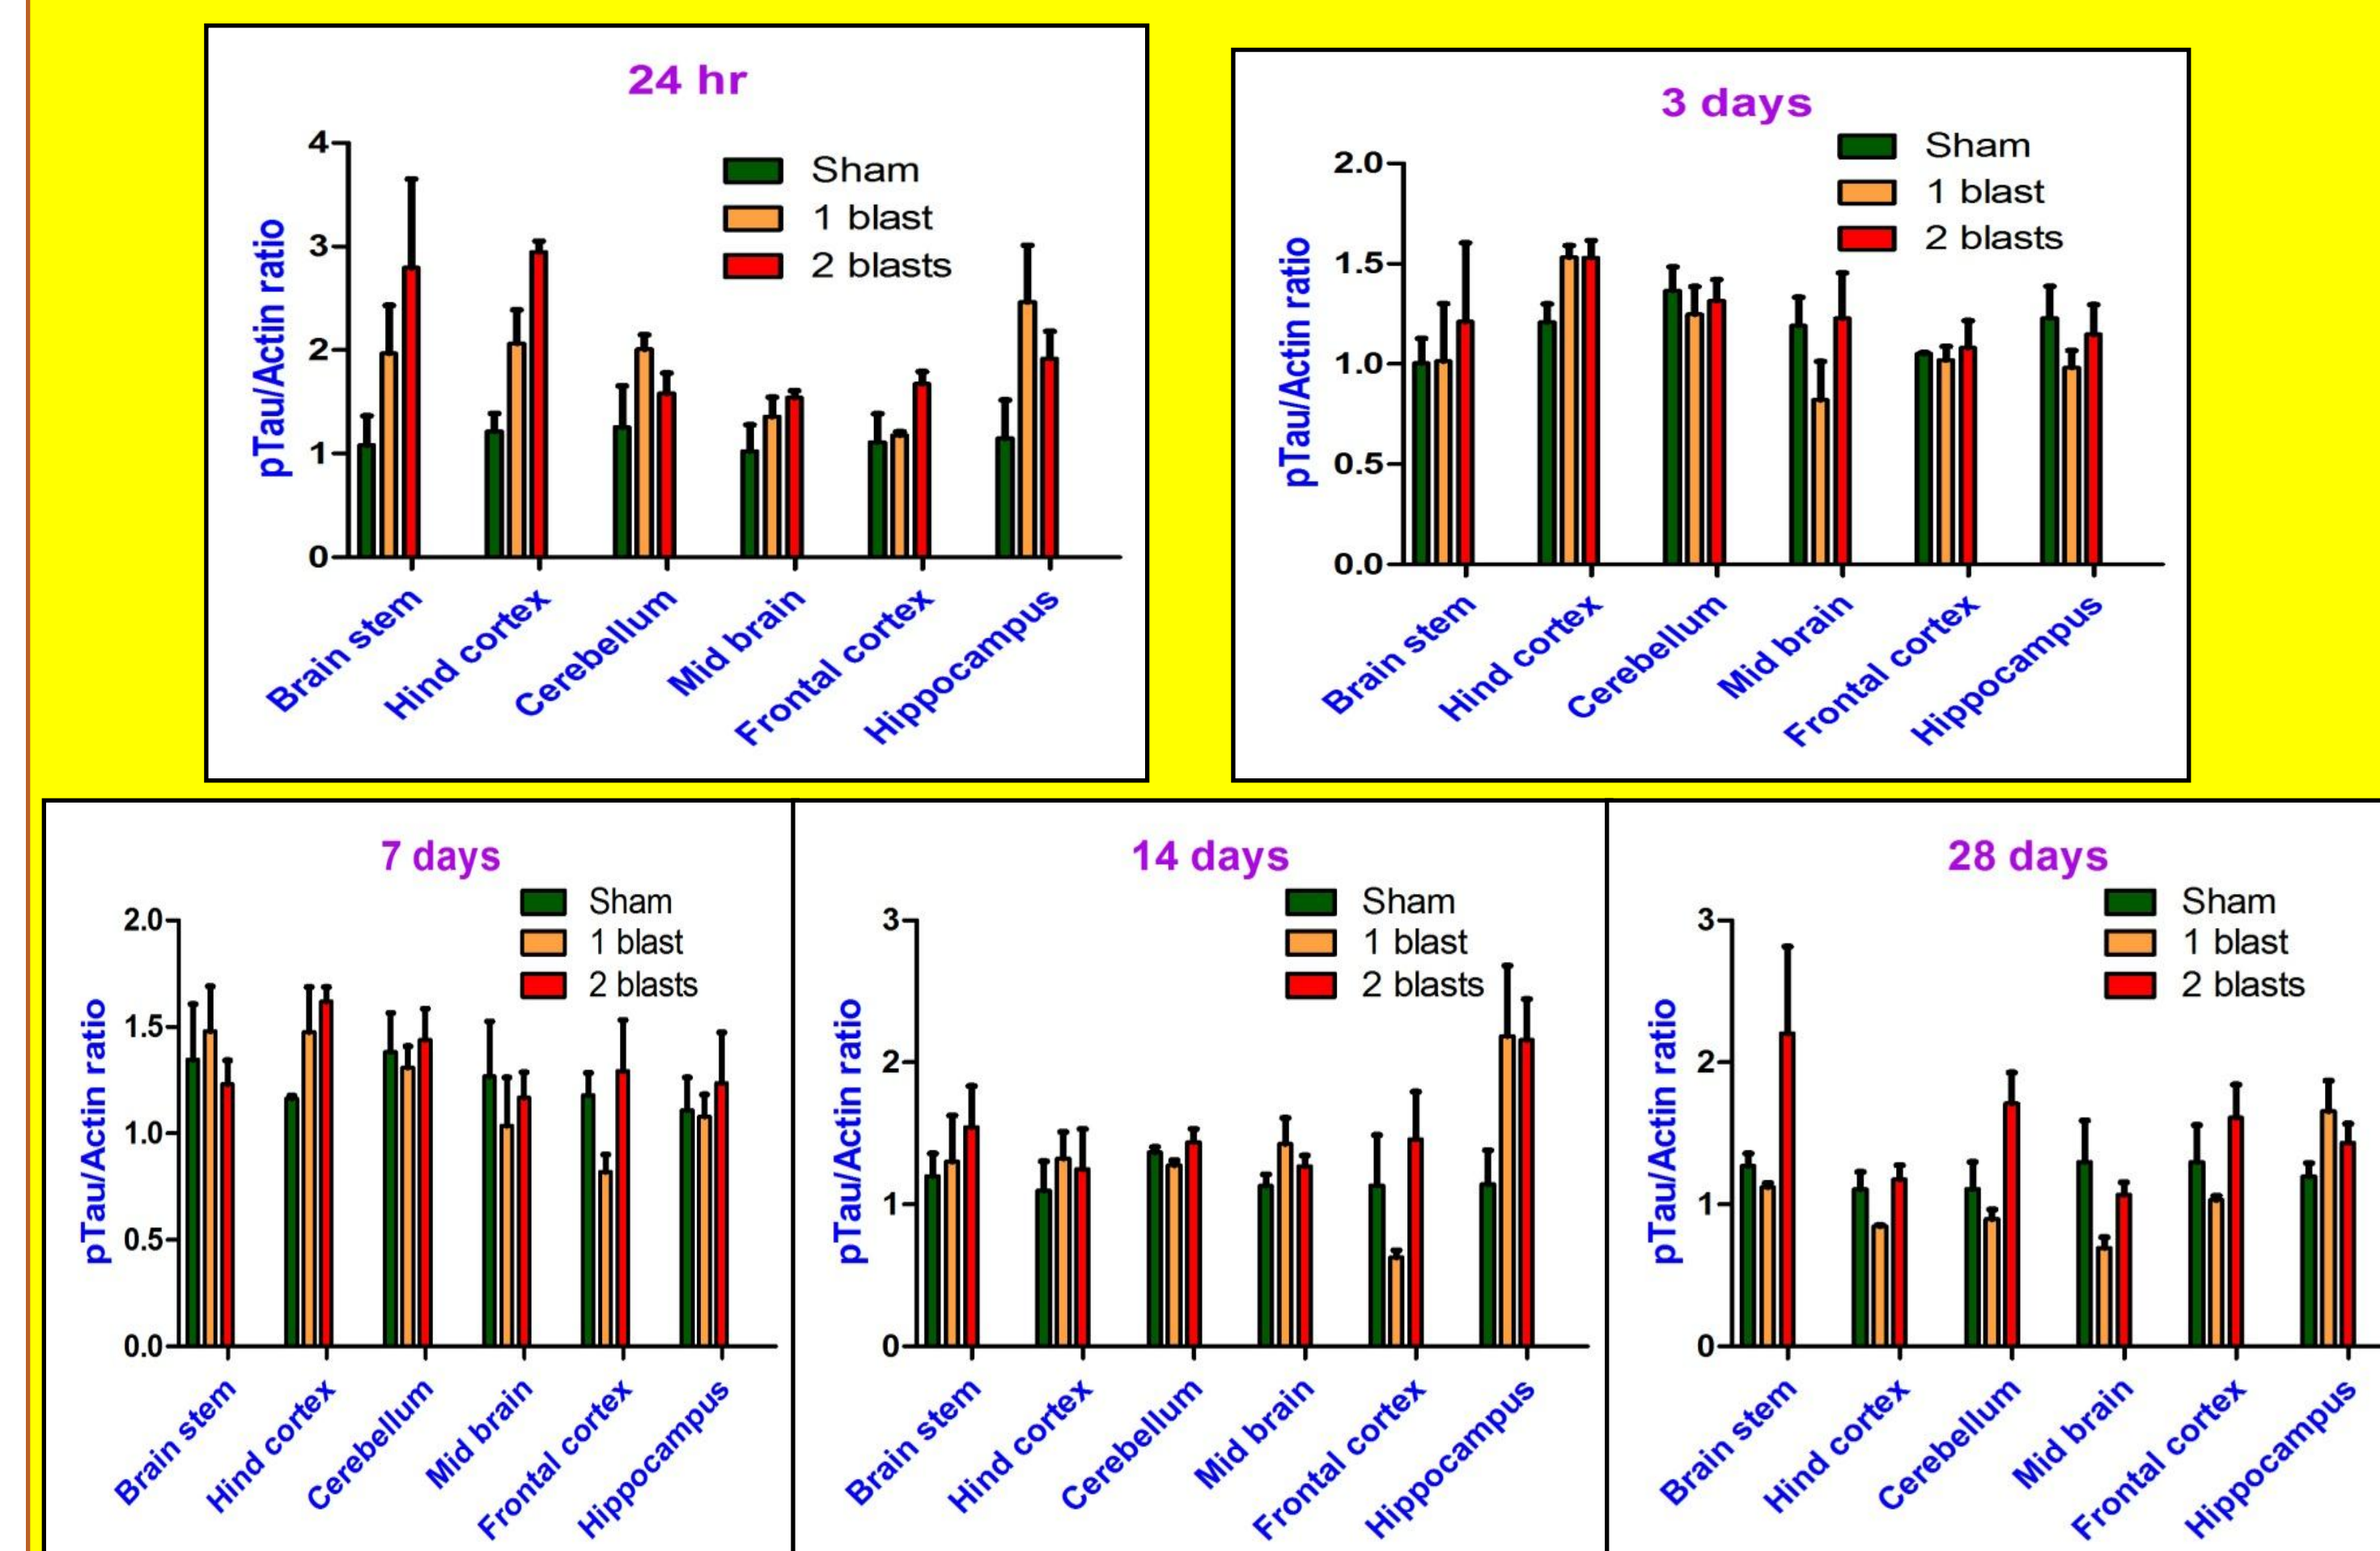 24 hr
4
3
2
1
0
pTau/Actin ratio
Sham
1 blast
2 blasts
Brain stem
Hind cortex
Cerebellum
Mid brain
Frontal cortex
Hippocampus
3 days
2.0
1.5
1.0
0.5
0.0
pTau/Actin ratio
Sham
1 blast
2 blasts
Brain stem
Hind cortex
Cerebellum
Mid brain
Frontal cortex
Hippocampus
7 days
2.0
1.5
1.0
0.5
0.0
pTau/Actin ratio
Sham
1 blast
2 blasts
Brain stem
Hind cortex
Cerebellum
Mid brain
Frontal cortex
Hippocampus
14 days
3
2
1
0
pTau/Actin ratio
Sham
1 blast
2 blasts
Brain stem
Hind cortex
Cerebellum
Mid brain
Frontal cortex
Hippocampus
28 days
3
2
1
0
pTau/Actin ratio
Sham
1 blast
2 blasts
Brain stem
Hind cortex
Cerebellum
Mid brain
Frontal cortex
Hippocampus